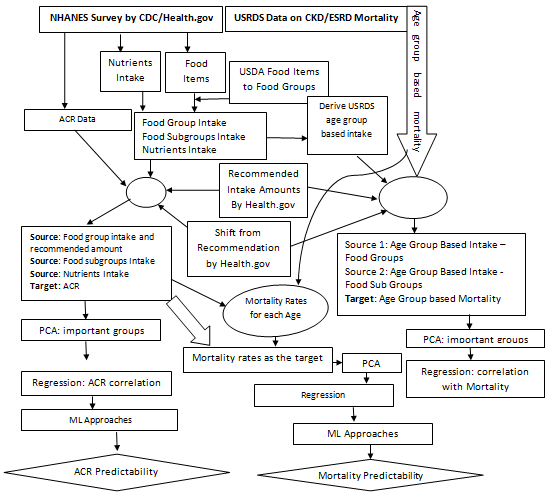 NHANES Survey by CDC/Health.gov
USRDS Data on CKD/ESRD Mortality
Age group based mortality
Nutrients
Intake
Food
Items
USDA Food Items
to Food Groups
ACR Data
Food Group Intake
Food Subgroups Intake
Nutrients Intake
Derive USRDS
age group
based intake
Recommended
Intake Amounts
By Health.gov
Shift from
Recommendation
by Health.gov
Source: Food group intake and
recommended amount
Source: Food subgroups Intake
Source: Nutrients Intake
Target: ACR
Source 1: Age Group Based Intake –
Food Groups
Source 2: Age Group Based Intake -
Food Sub Groups
Target: Age Group based Mortality
Mortality Rates
for each Age
PCA: important groups
Mortality rates as the target
PCA: important groups
PCA
Regression: ACR correlation
Regression: correlation
with Mortality
Regression
ML Approaches
ML Approaches
ACR Predictability
Mortality Predictability